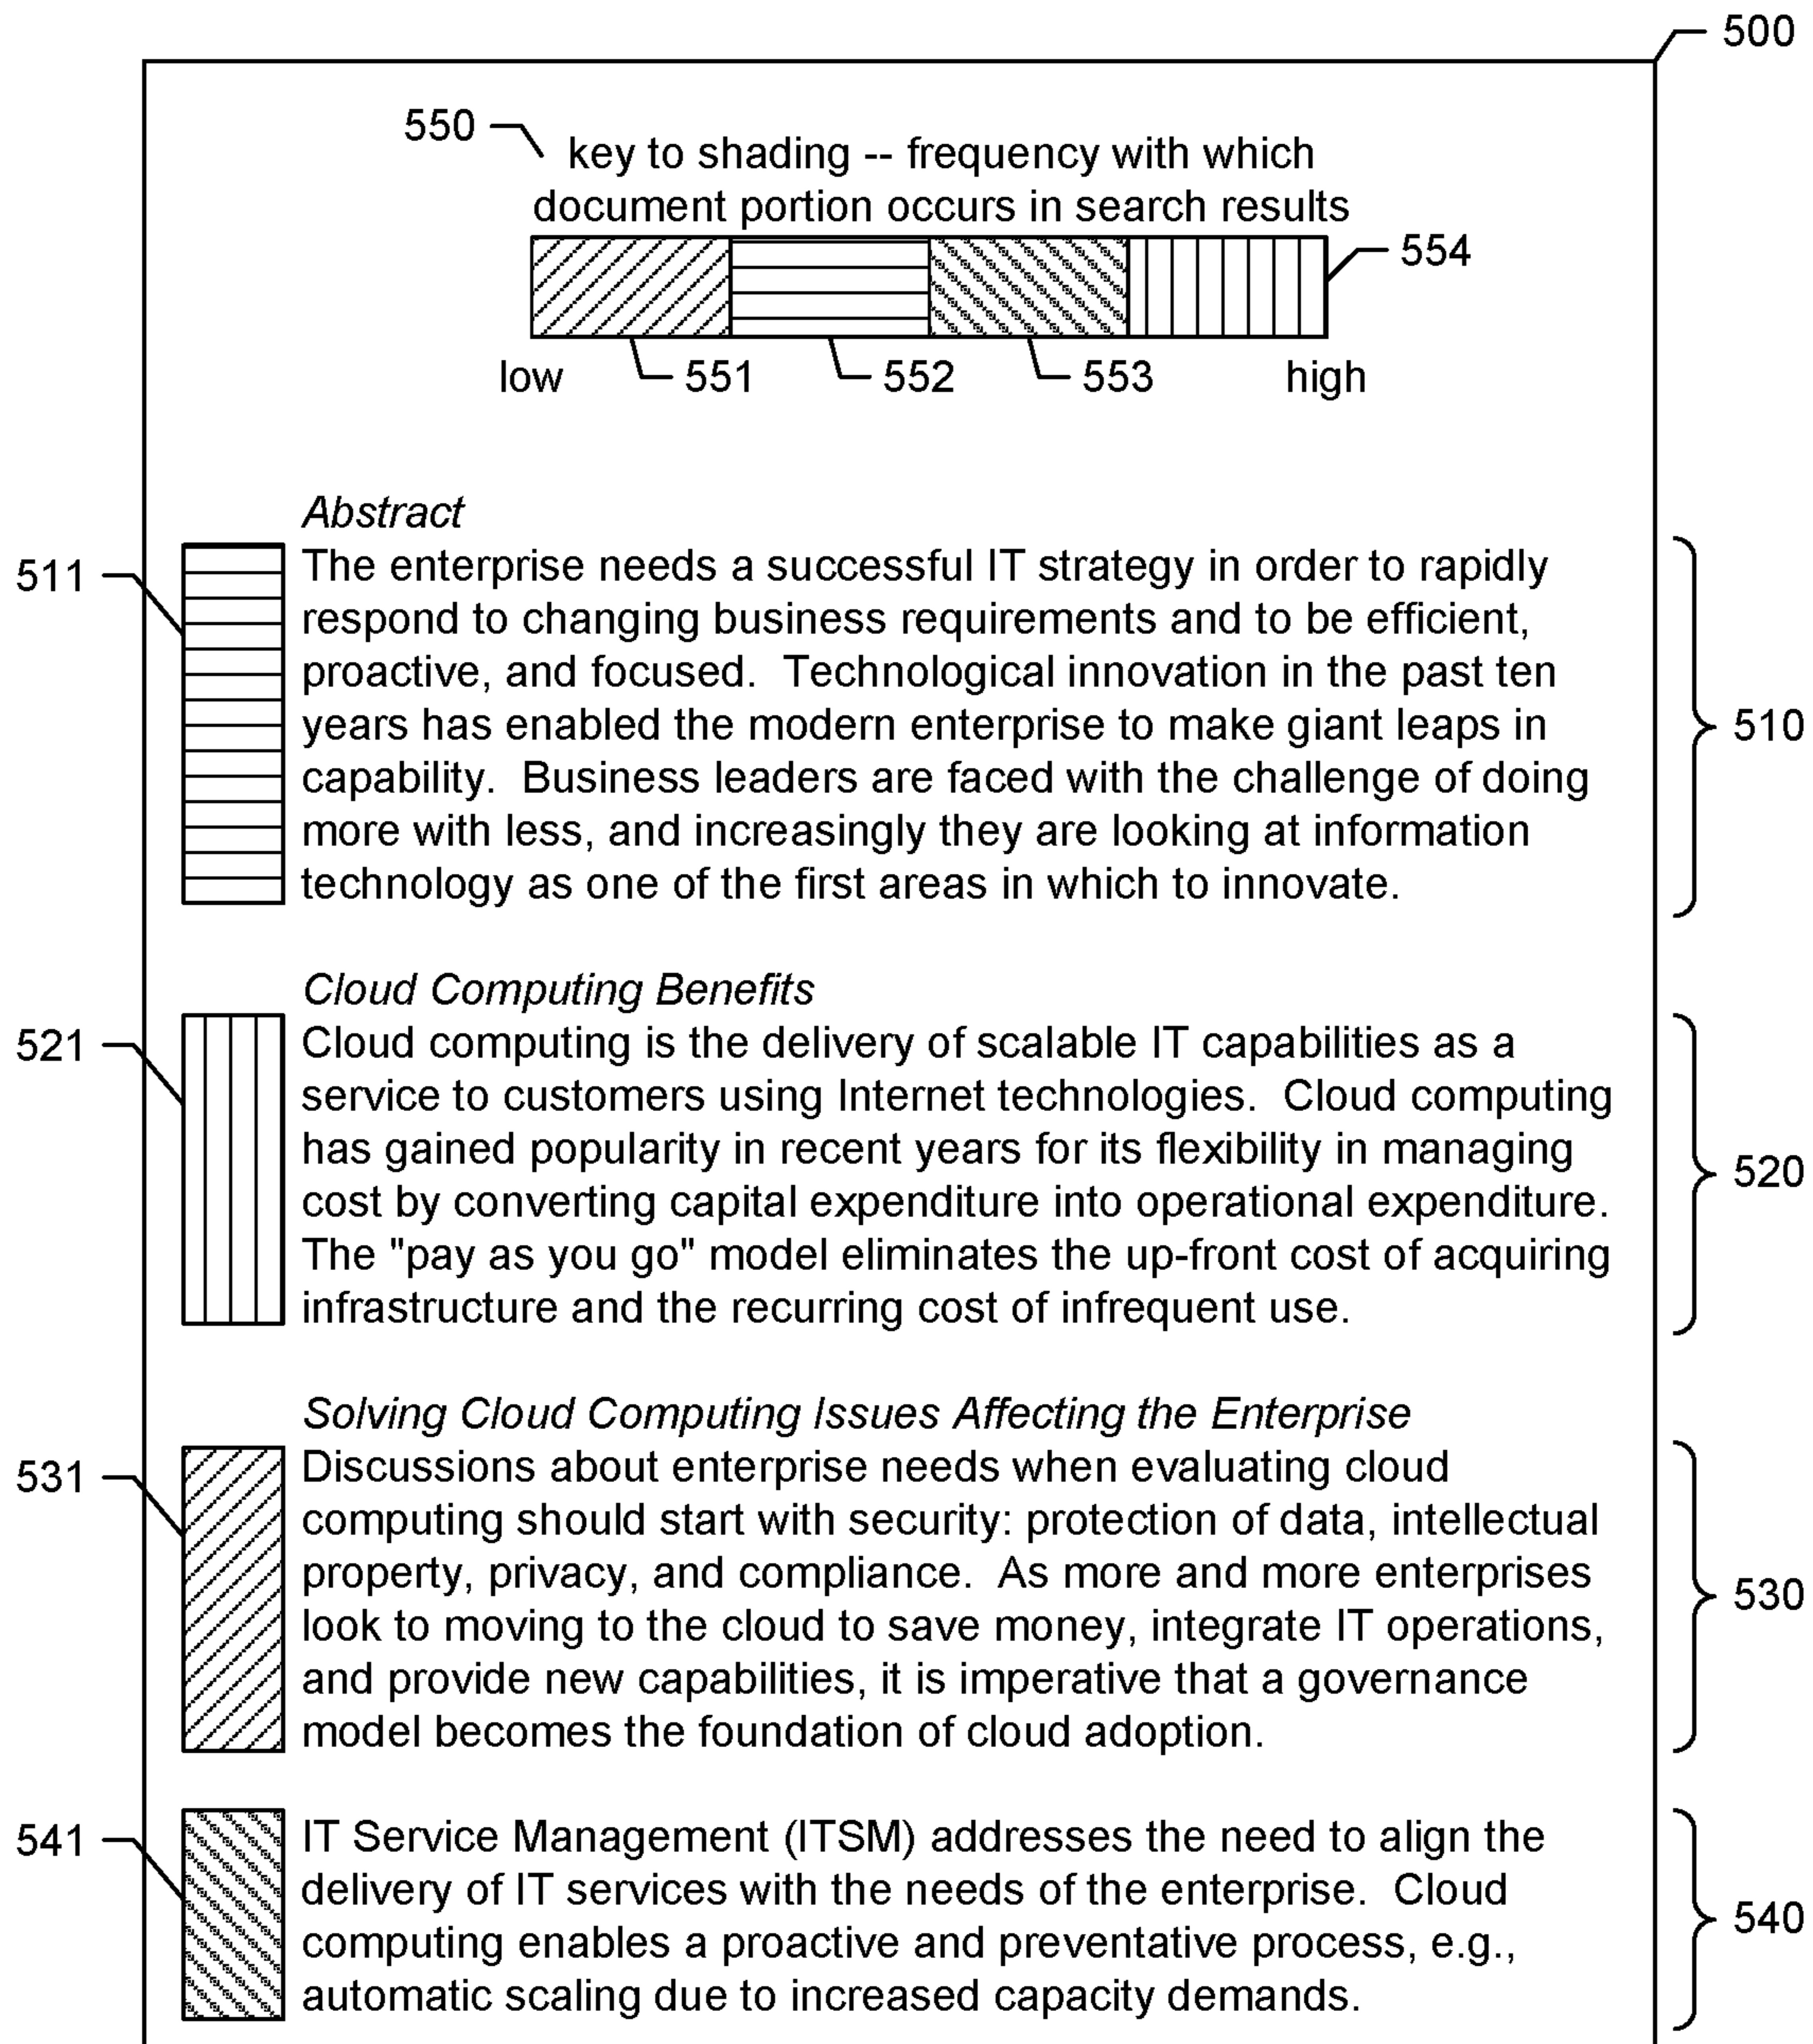 500
550
key to shading -- frequency with which
document portion occurs in search results
554
low 551 552 553 high
Abstract
511
The enterprise needs a successful IT strategy in order to rapidly
respond to changing business requirements and to be efficient,
proactive, and focused.  Technological innovation in the past ten
years has enabled the modern enterprise to make giant leaps in
capability.  Business leaders are faced with the challenge of doing
more with less, and increasingly they are looking at information
technology as one of the first areas in which to innovate.
510
Cloud Computing Benefits
521
Cloud computing is the delivery of scalable IT capabilities as a
service to customers using Internet technologies.  Cloud computing
has gained popularity in recent years for its flexibility in managing
cost by converting capital expenditure into operational expenditure.
The "pay as you go" model eliminates the up-front cost of acquiring
infrastructure and the recurring cost of infrequent use.
520
Solving Cloud Computing Issues Affecting the Enterprise
531
Discussions about enterprise needs when evaluating cloud
computing should start with security: protection of data, intellectual
property, privacy, and compliance.  As more and more enterprises
look to moving to the cloud to save money, integrate IT operations,
and provide new capabilities, it is imperative that a governance
model becomes the foundation of cloud adoption.
530
541
IT Service Management (ITSM) addresses the need to align the
delivery of IT services with the needs of the enterprise.  Cloud
computing enables a proactive and preventative process, e.g.,
automatic scaling due to increased capacity demands.
540